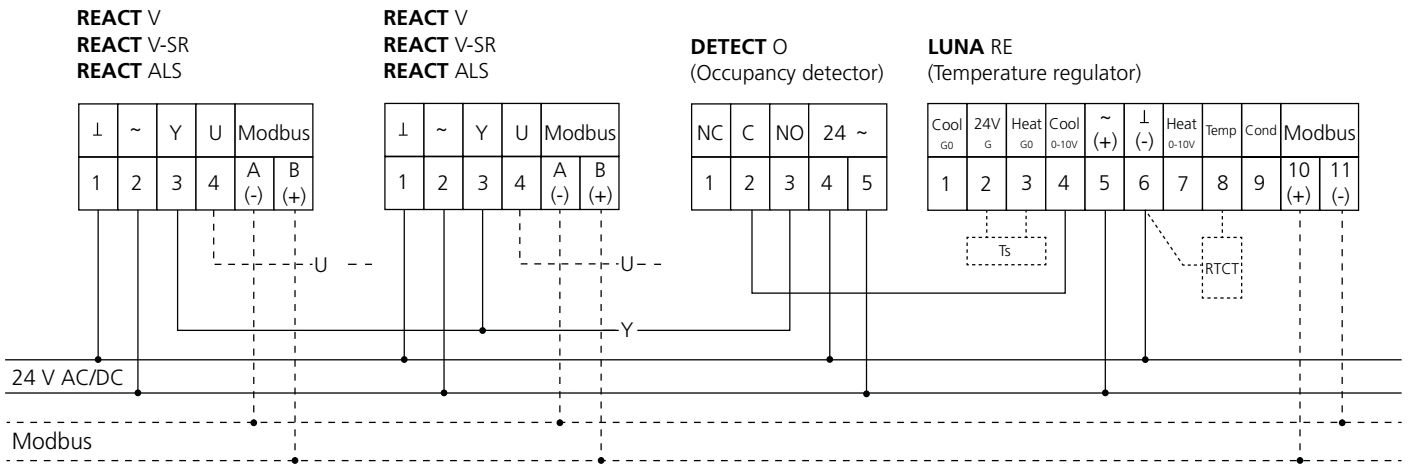 REACT V
REACT V-SR
REACT ALS
⊥ ~ Y U Modbus
1 2 3 4 A (-) B (+)
REACT V
REACT V-SR
REACT ALS
⊥ ~ Y U Modbus
1 2 3 4 A (-) B (+)
DETECT O
(Occupancy detector)
NC C NO 24 ~
1 2 3 4 5
LUNA RE
(Temperature regulator)
Cool G0 24V G Heat G0 Cool 0-10V ~ (+) ⊥ (-) Heat 0-10V Temp Cond Modbus
1 2 3 4 5 6 7 8 9 10 (+) 11 (-)
Ts
U
U
RTCT
Y
24 V AC/DC
Modbus